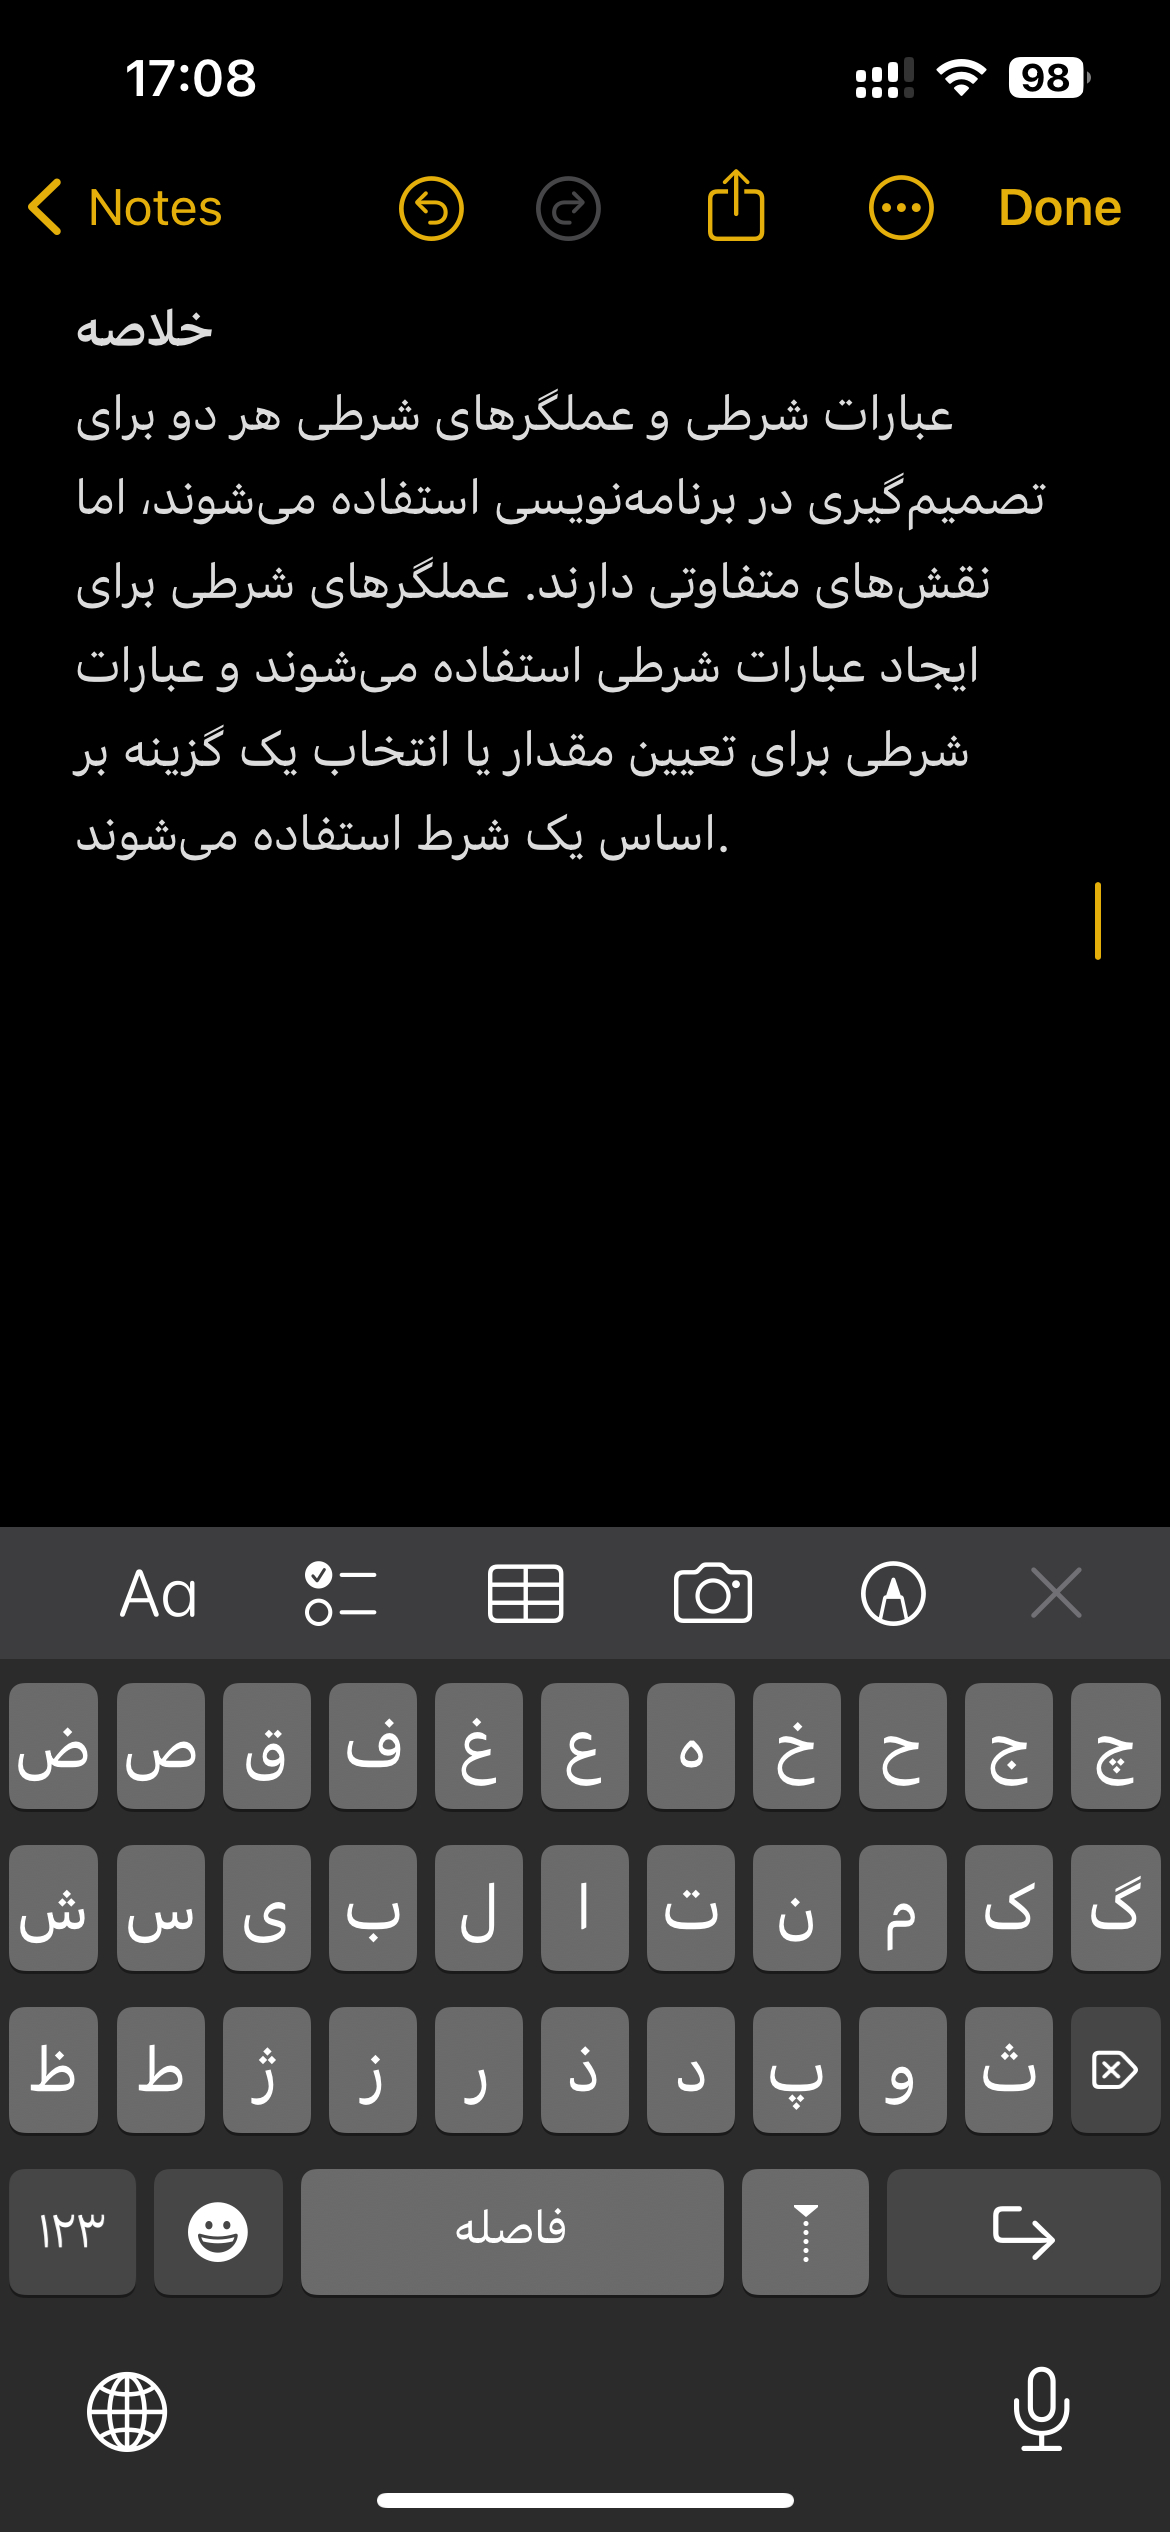 17:08
98
Notes
Done
خلاصه
عبارات شرطی و عملگرهای شرطی هر دو برای
تصمیم‌گیری در برنامه‌نویسی استفاده می‌شوند، اما
نقش‌های متفاوتی دارند. عملگرهای شرطی برای
ایجاد عبارات شرطی استفاده می‌شوند و عبارات
شرطی برای تعیین مقدار یا انتخاب یک گزینه بر
اساس یک شرط استفاده می‌شوند.
Aa
ض ص ق ف غ ع ه خ ح ج چ
ش س ی ب ل ا ت ن م ک گ
ظ ط ژ ز ر ذ د پ و ث
۱۲۳
فاصله